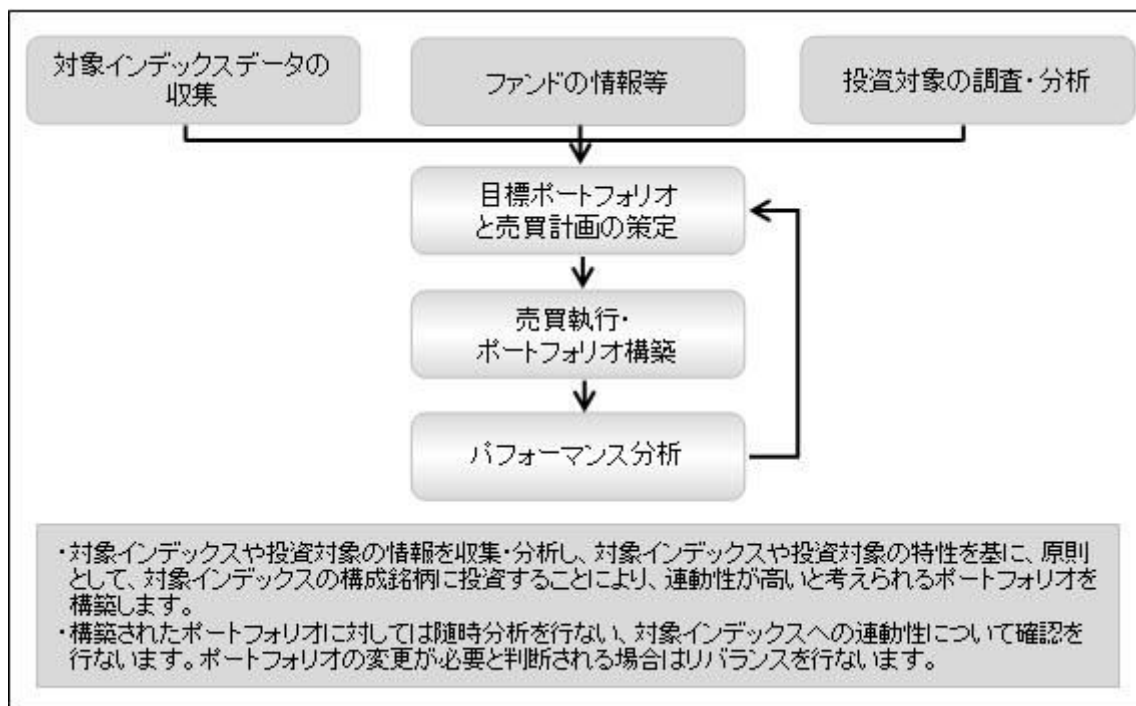 対象インデックスデータの
収集
ファンドの情報等
投資対象の調査・分析
目標ポートフォリオ
と売買計画の策定
売買執行・
ポートフォリオ構築
パフォーマンス分析
・対象インデックスや投資対象の情報を収集・分析し、対象インデックスや投資対象の特性を基に、原則
として、対象インデックスの構成銘柄に投資することにより、連動性が高いと考えられるポートフォリオを
構築します。
・構築されたポートフォリオに対しては随時分析を行ない、対象インデックスへの連動性について確認を
行ないます。ポートフォリオの変更が必要と判断される場合はリバランスを行ないます。